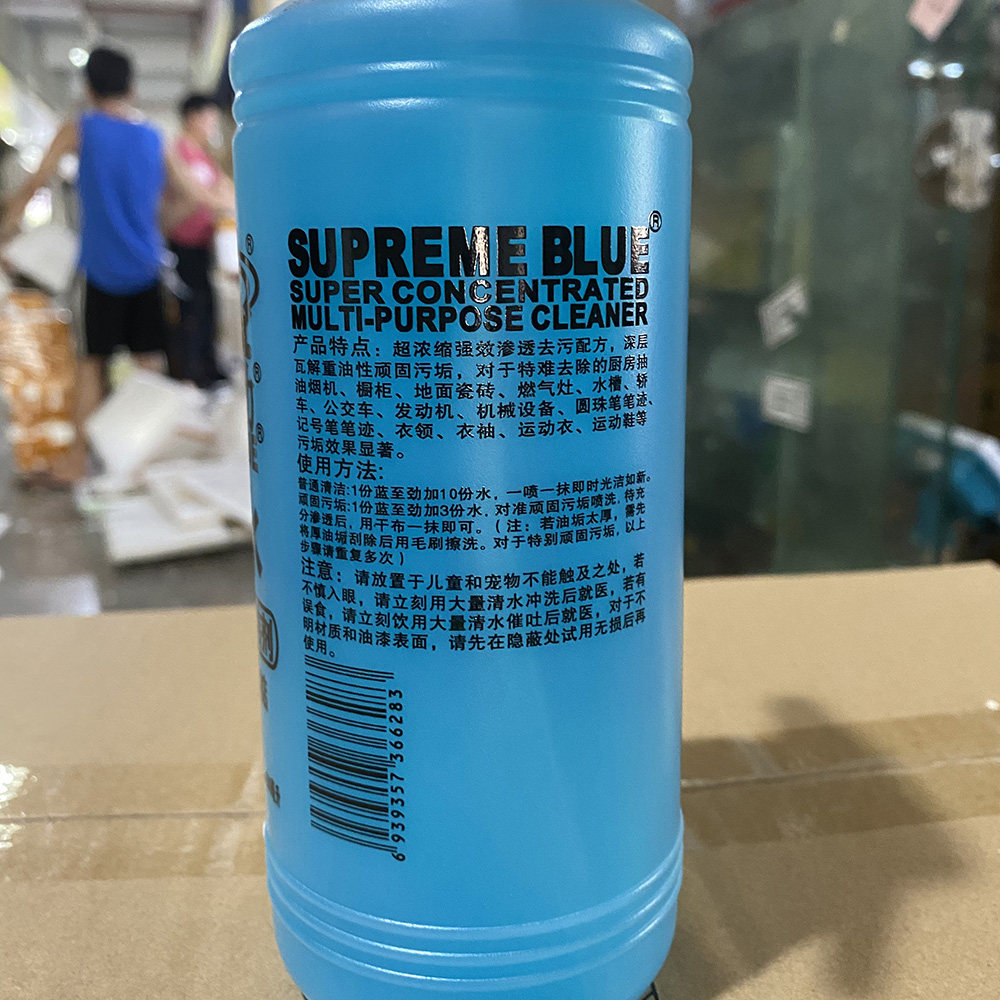 SUPREME BLUE®
SUPER CONCENTRATED
MULTI-PURPOSE CLEANER
产品特点：超浓缩强效渗透去污配方，深层
瓦解重油性顽固污垢，对于特难去除的厨房抽
油烟机、橱柜、地面瓷砖、燃气灶、水槽、轿
车、公交车、发动机、机械设备、圆珠笔笔迹、
记号笔笔迹、衣领、衣袖、运动衣、运动鞋等
污垢效果显著。
使用方法:
普通清洁:1份蓝至劲加10份水，一喷一抹即时光洁如新。
顽固污垢:1份蓝至劲加3份水，对准顽固污垢喷洗，待充
分渗透后，用干布一抹即可。(注：若油垢太厚，需先
将厚油垢刮除后用毛刷擦洗。对于特别顽固污垢，以上
步骤请重复多次)
注意：请放置于儿童和宠物不能触及之处，若
不慎入眼，请立刻用大量清水冲洗后就医，若有
误食，请立刻饮用大量清水催吐后就医，对于不
明材质和油漆表面，请先在隐蔽处试用无损后再
使用。
6 939357 366283